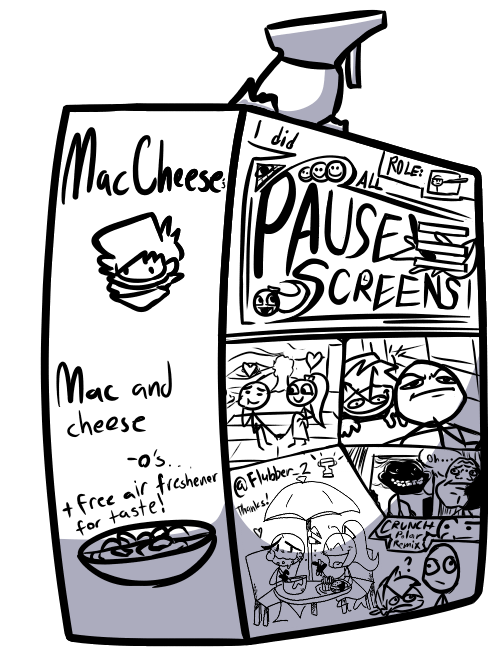 MacCheese
Mac and
cheese
-O's...
+ free air freshener
for taste!
I did
ALL
ROLE:
PAUSE
SCREENS!
@Flubber_2
Thanks!
Oh...
CRUNCH
Polar
Remix
?